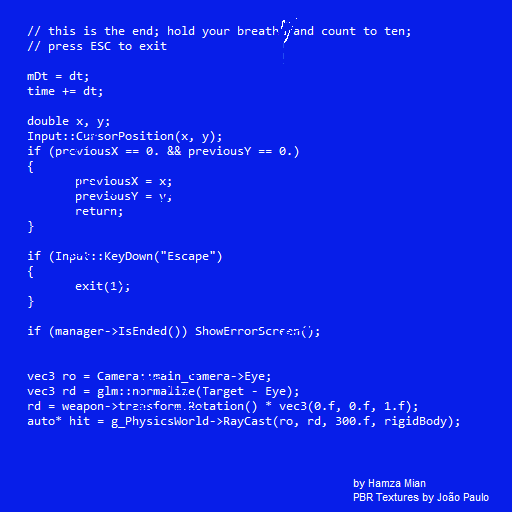 // this is the end; hold your breath and count to ten;
// press ESC to exit
mDt = dt;
time += dt;
double x, y;
Input::CursorPosition(x, y);
if (previousX == 0. && previousY == 0.)
{
previousX = x;
previousY = y;
return;
}
if (Input::KeyDown("Escape")
{
exit(1);
}
if (manager->IsEnded()) ShowErrorScreen();
vec3 ro = Camera::main_camera->Eye;
vec3 rd = glm::normalize(Target - Eye);
rd = weapon->transform.Rotation() * vec3(0.f, 0.f, 1.f);
auto* hit = g_PhysicsWorld->RayCast(ro, rd, 300.f, rigidBody);
by Hamza Mian
PBR Textures by João Paulo